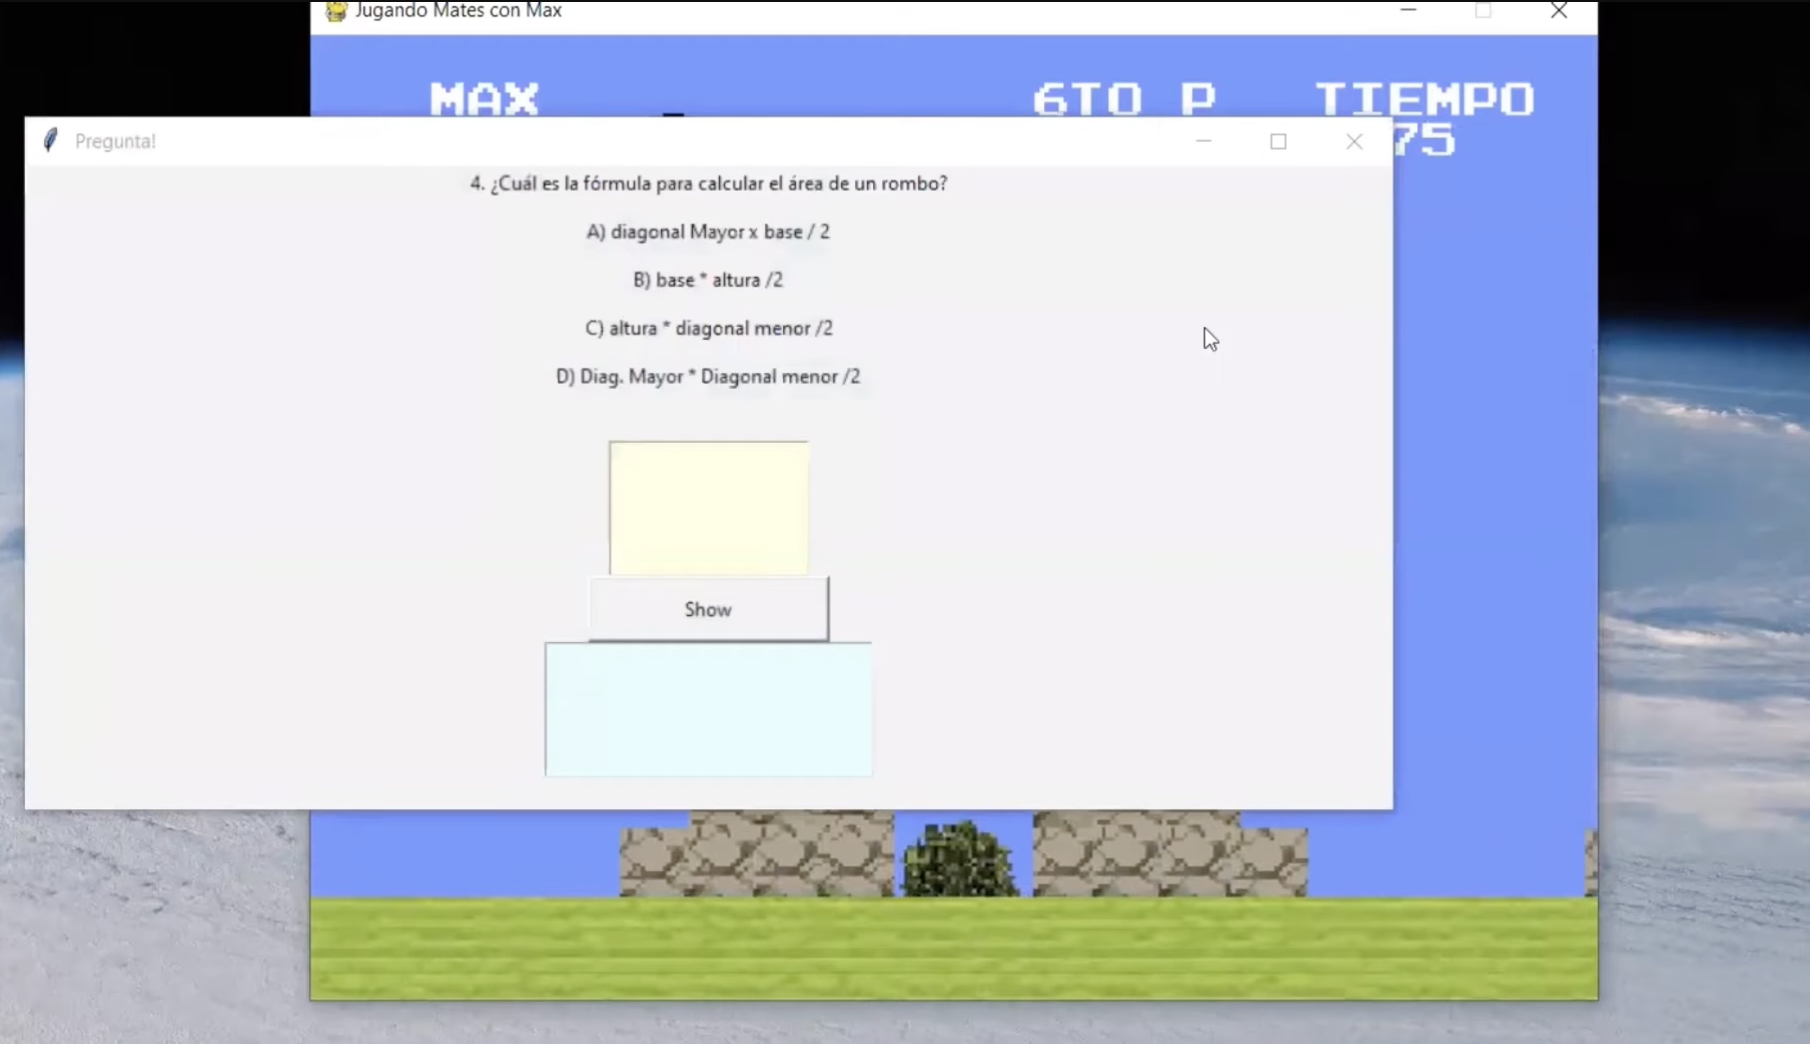 Jugando Mates con Max
MAX
6TO P
TIEMPO
75
Pregunta!
4. ¿Cuál es la fórmula para calcular el área de un rombo?
A) diagonal Mayor x base / 2
B) base * altura /2
C) altura * diagonal menor /2
D) Diag. Mayor * Diagonal menor /2
Show